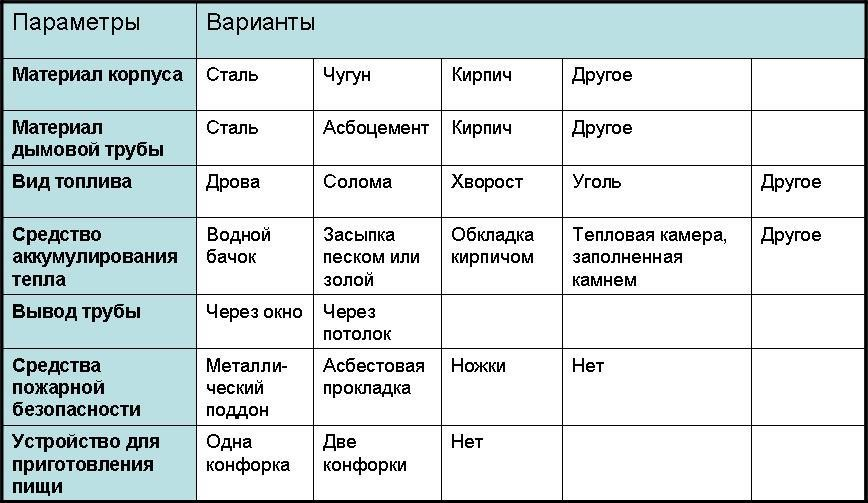 Параметры Варианты
Материал корпуса Сталь Чугун Кирпич Другое
Материал дымовой трубы Сталь Асбоцемент Кирпич Другое
Вид топлива Дрова Солома Хворост Уголь Другое
Средство аккумулирования тепла Водной бачок Засыпка песком или золой Обкладка кирпичом Тепловая камера, заполненная камнем Другое
Вывод трубы Через окно Через потолок
Средства пожарной безопасности Металли-ческий поддон Асбестовая прокладка Ножки Нет
Устройство для приготовления пищи Одна конфорка Две конфорки Нет